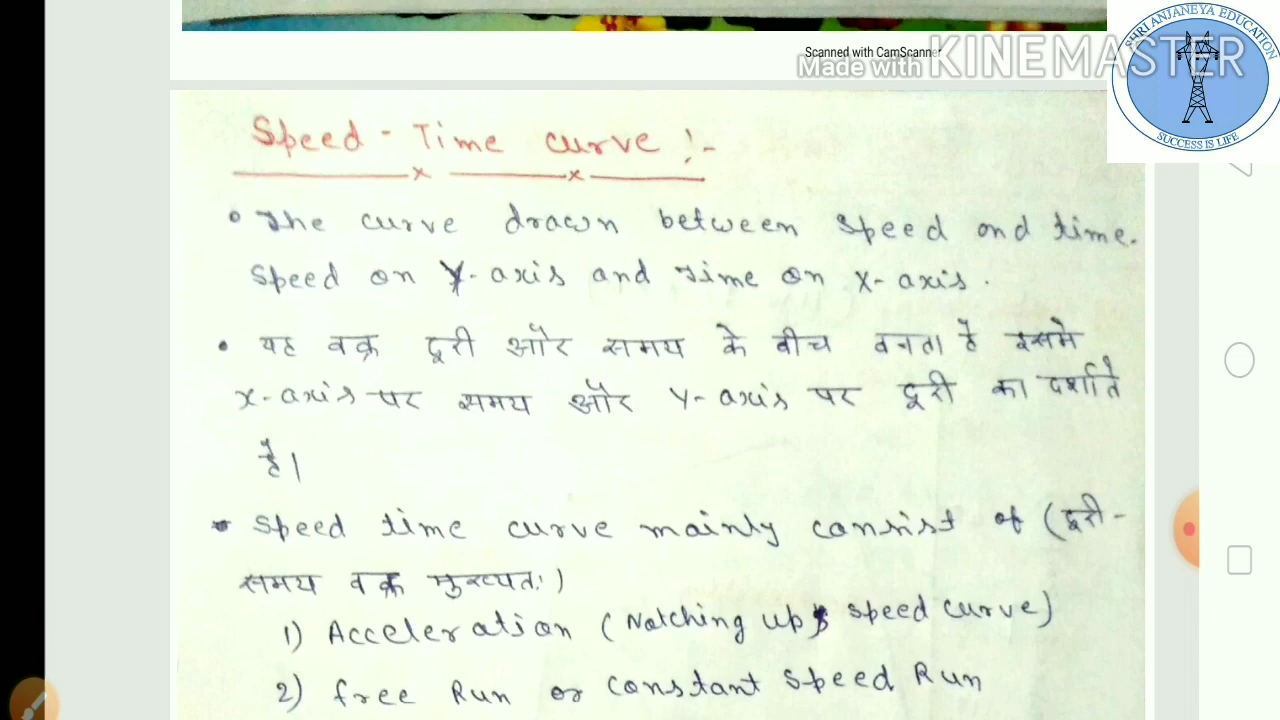 Scanned with CamScanner
Made with KINEMASTER
SHRI ANJANEYA EDUCATION
SUCCESS IS LIFE
Speed - Time curve :-
• The curve drawn between speed and time.
speed on Y-axis and time on X-axis.
• यह वक्र दूरी और समय के बीच बनता है इसमे
x-axis पर समय और y-axis पर दूरी का दर्शाते
है।
• Speed time curve mainly consist of (दूरी-
समय वक्र मुख्यतः)
1) Acceleration (Notching up speed curve)
2) free Run or constant speed Run